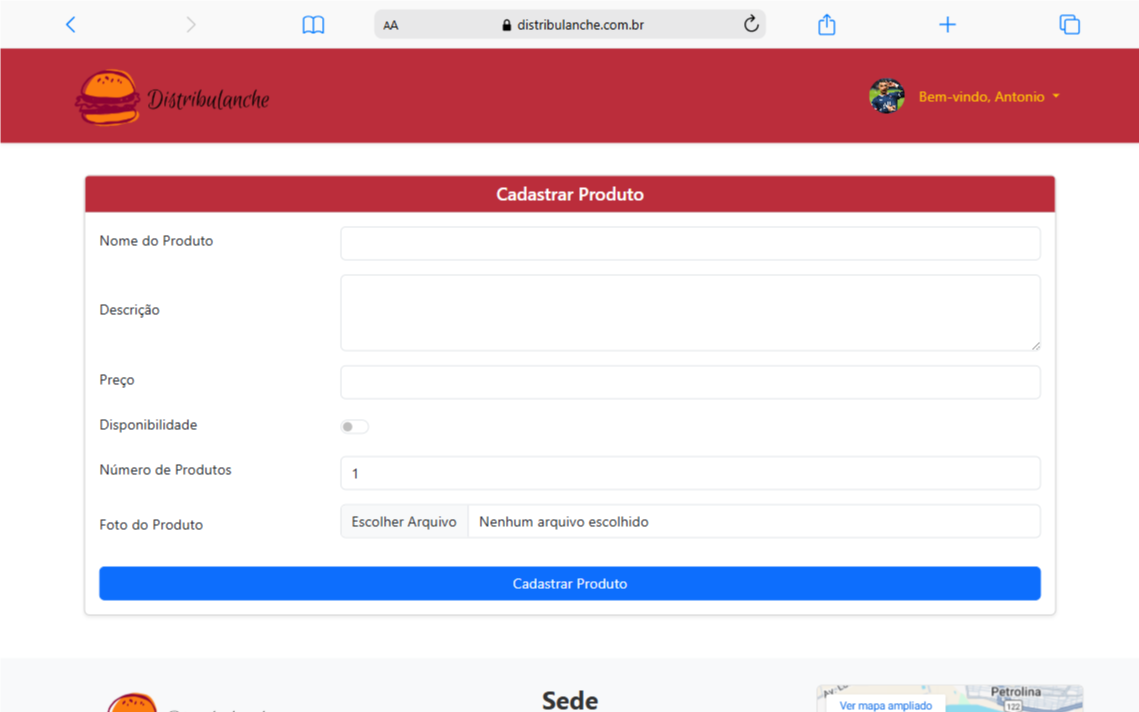 AA distribulanche.com.br
Distribulanche
Bem-vindo, Antonio
Cadastrar Produto
Nome do Produto
Descrição
Preço
Disponibilidade
Número de Produtos
1
Foto do Produto
Escolher Arquivo Nenhum arquivo escolhido
Cadastrar Produto
Sede
Petrolina
122
Ver mapa ampliado